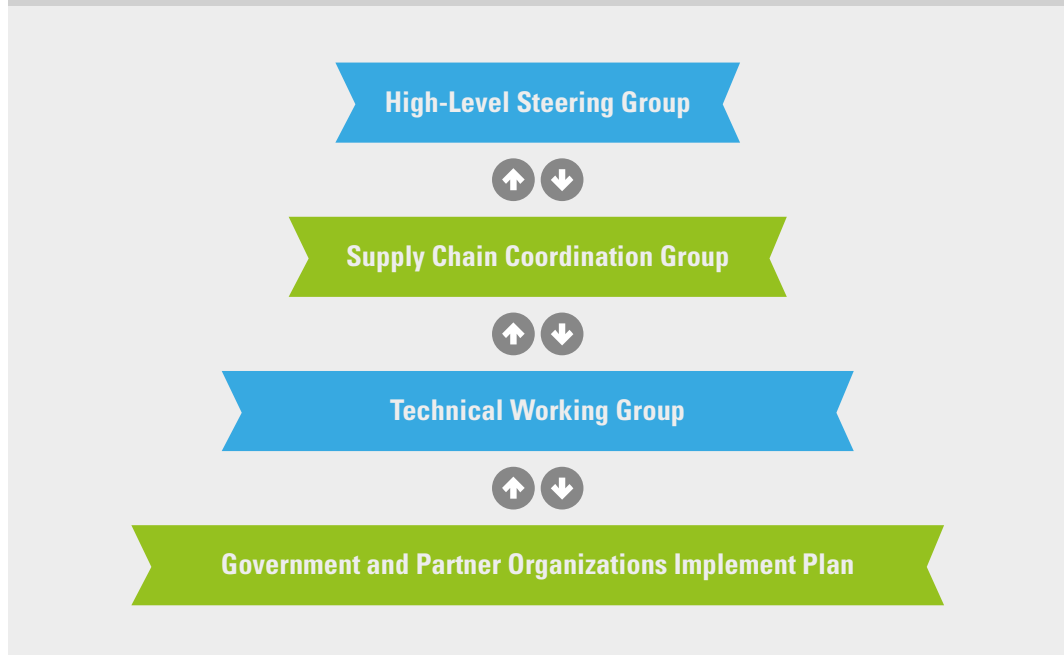 High-Level Steering Group
Supply Chain Coordination Group
Technical Working Group
Government and Partner Organizations Implement Plan